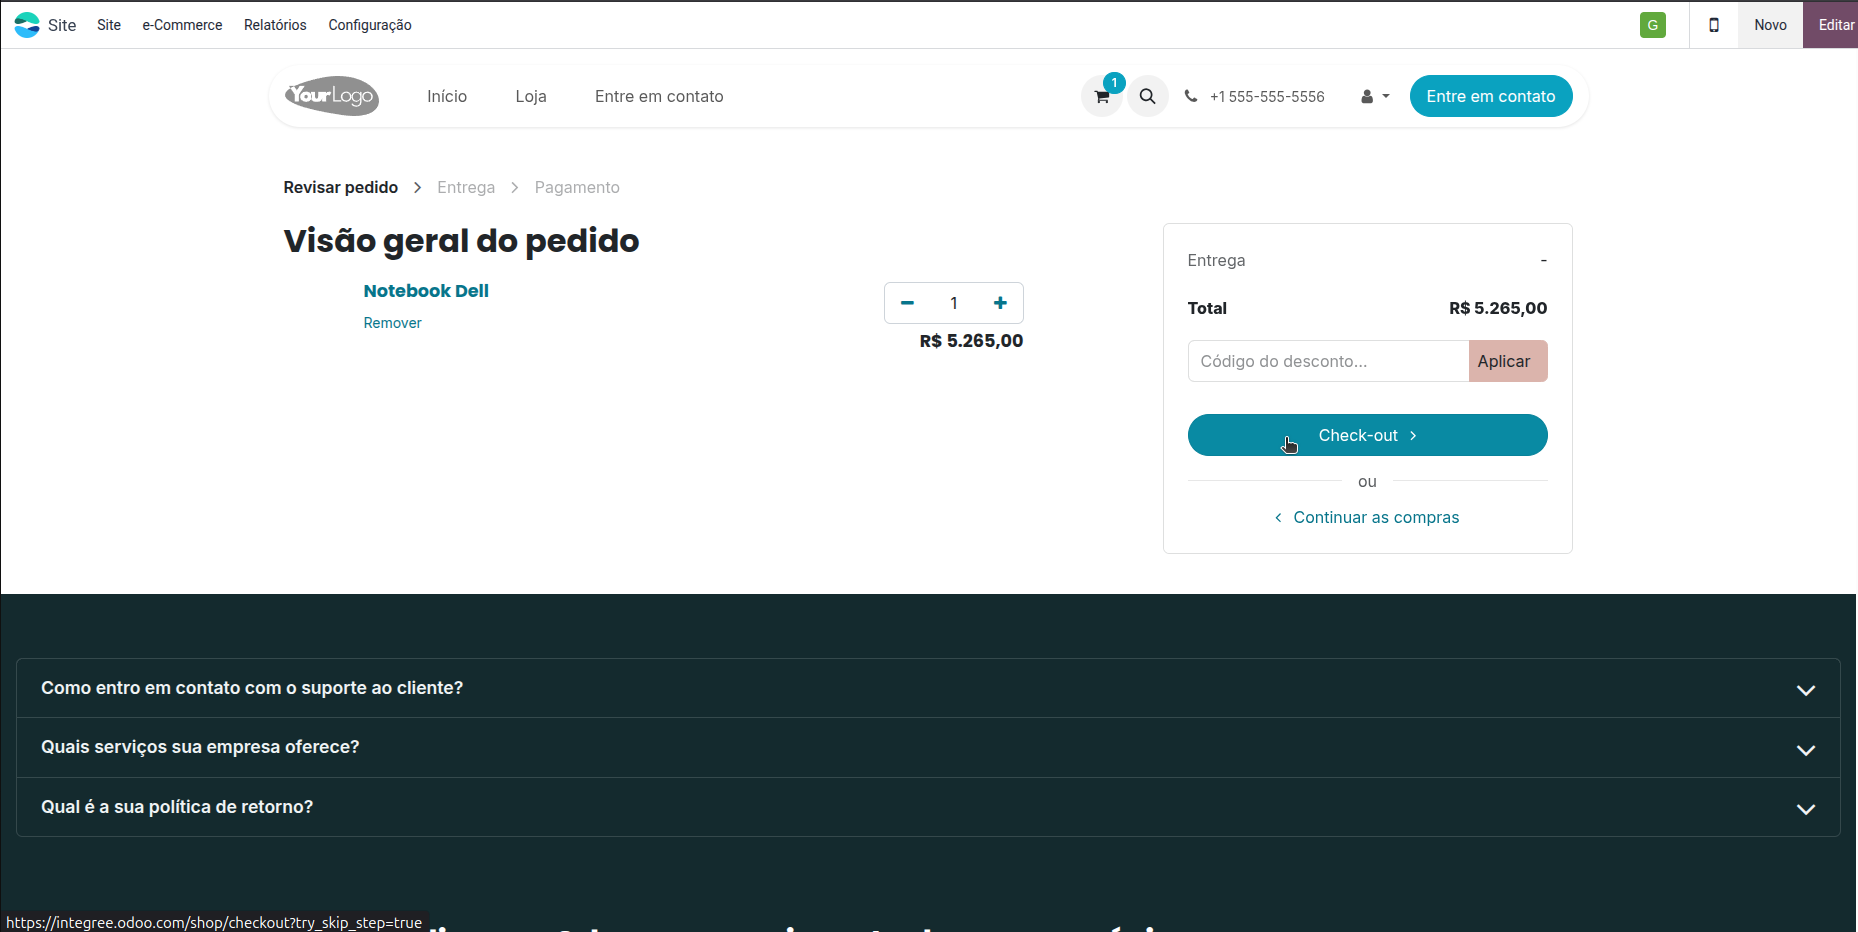 Site Site e-Commerce Relatórios Configuração G Novo Editar
YourLogo Início Loja Entre em contato 1 +1 555-555-5556 Entre em contato
Revisar pedido > Entrega > Pagamento
Visão geral do pedido
Notebook Dell
Remover
− 1 +
R$ 5.265,00
Entrega -
Total R$ 5.265,00
Código do desconto... Aplicar
Check-out >
ou
< Continuar as compras
Como entro em contato com o suporte ao cliente?
Quais serviços sua empresa oferece?
Qual é a sua política de retorno?
https://integree.odoo.com/shop/checkout?try_skip_step=true